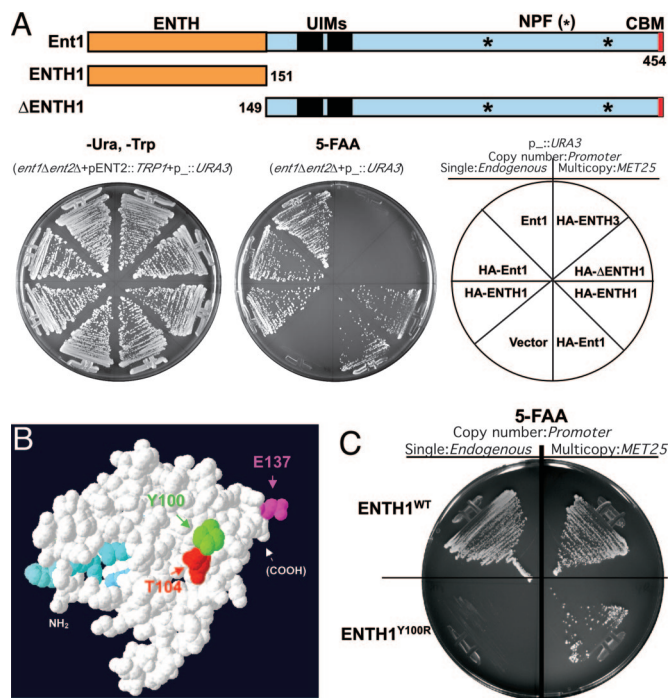 A
ENTH UIMs NPF (*) CBM
Ent1 * *
454
ENTH1 151
ΔENTH1 149 * *
-Ura, -Trp
(ent1Δent2Δ+pENT2::TRP1+p_::URA3)
5-FAA
(ent1Δent2Δ+p_::URA3)
p_::URA3
Copy number:Promoter
Single:Endogenous Multicopy:MET25
Ent1 HA-ENTH3
HA-Ent1 HA-ΔENTH1
HA-ENTH1 HA-ENTH1
Vector HA-Ent1
B
E137
Y100
(COOH)
T104
NH2
C
5-FAA
Copy number:Promoter
Single:Endogenous Multicopy:MET25
ENTH1WT
ENTH1Y100R